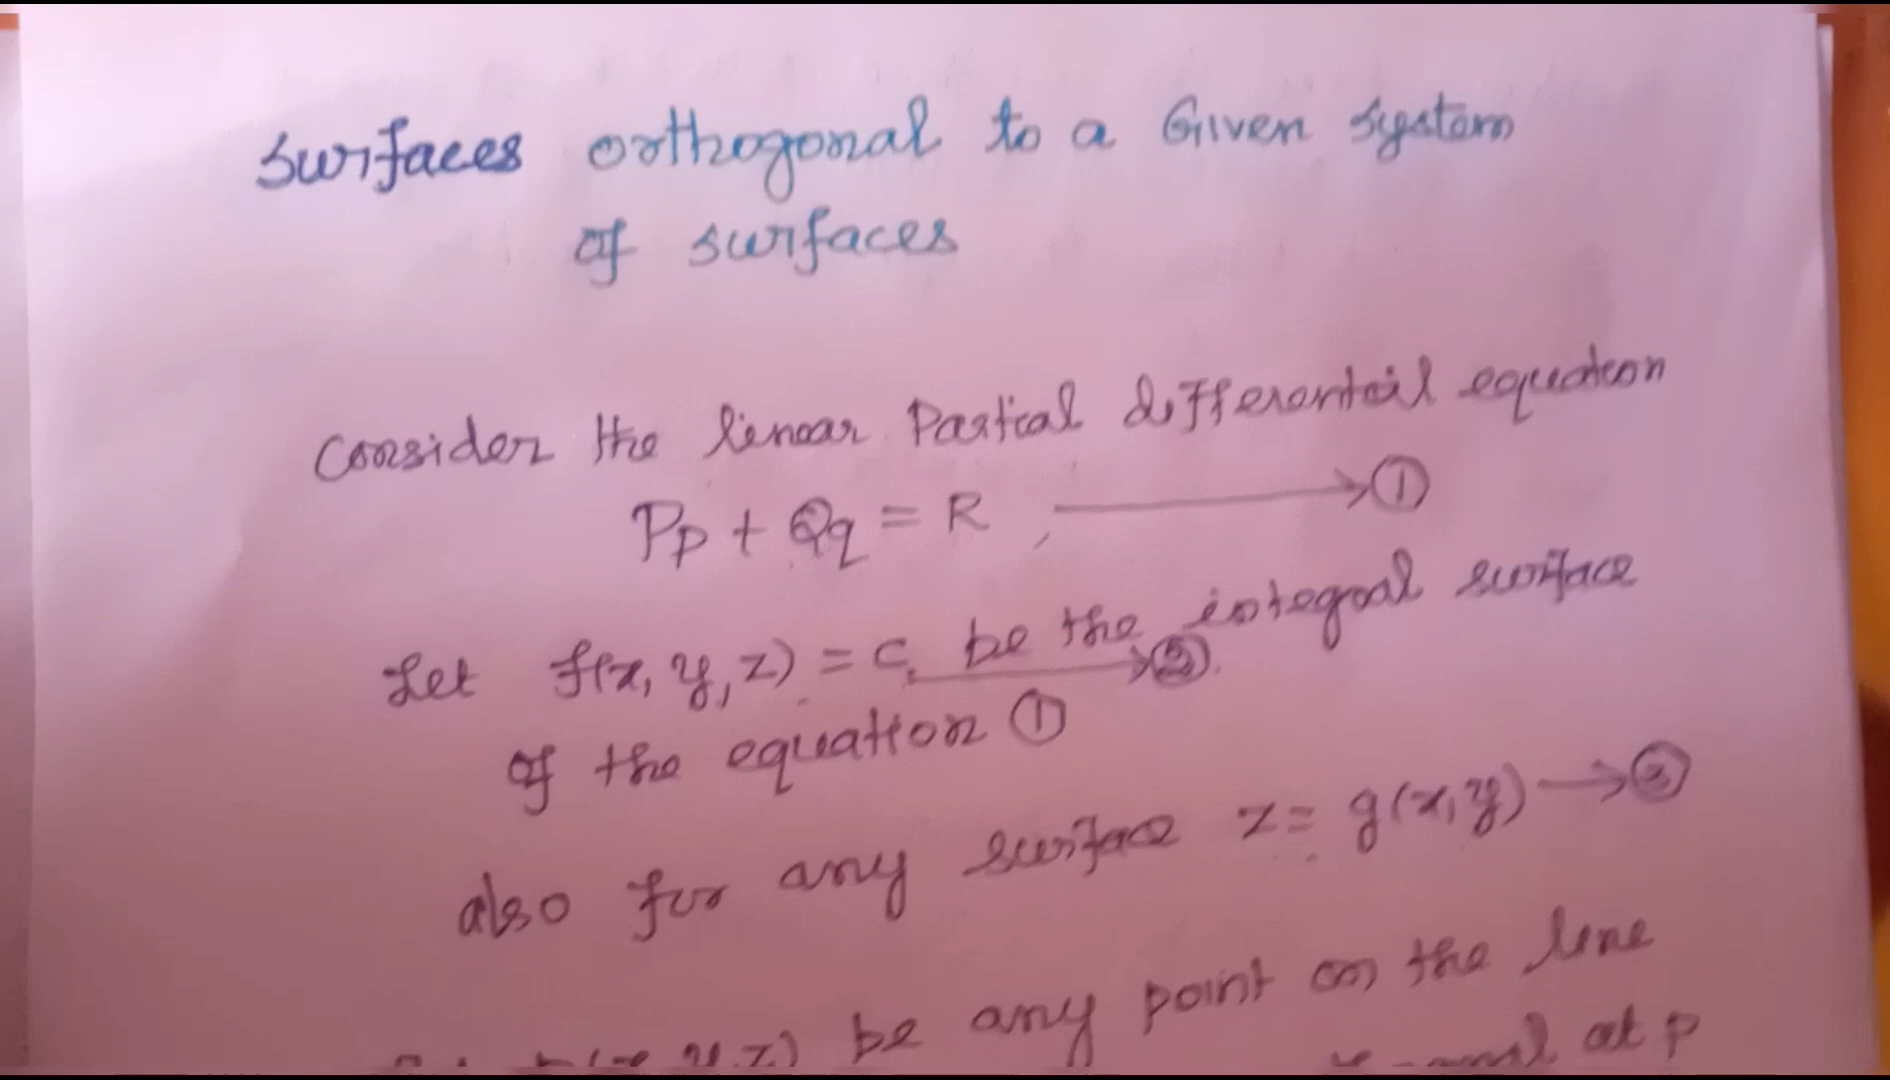 Surfaces orthogonal to a Given system
of surfaces
Consider the linear Partial differential equation
Pp + Qq = R → ①
Let f(x, y, z) = c be the integral surface
→ ②
of the equation ①
also for any surface z = g(x, y) → ③
be any point on the line
at p